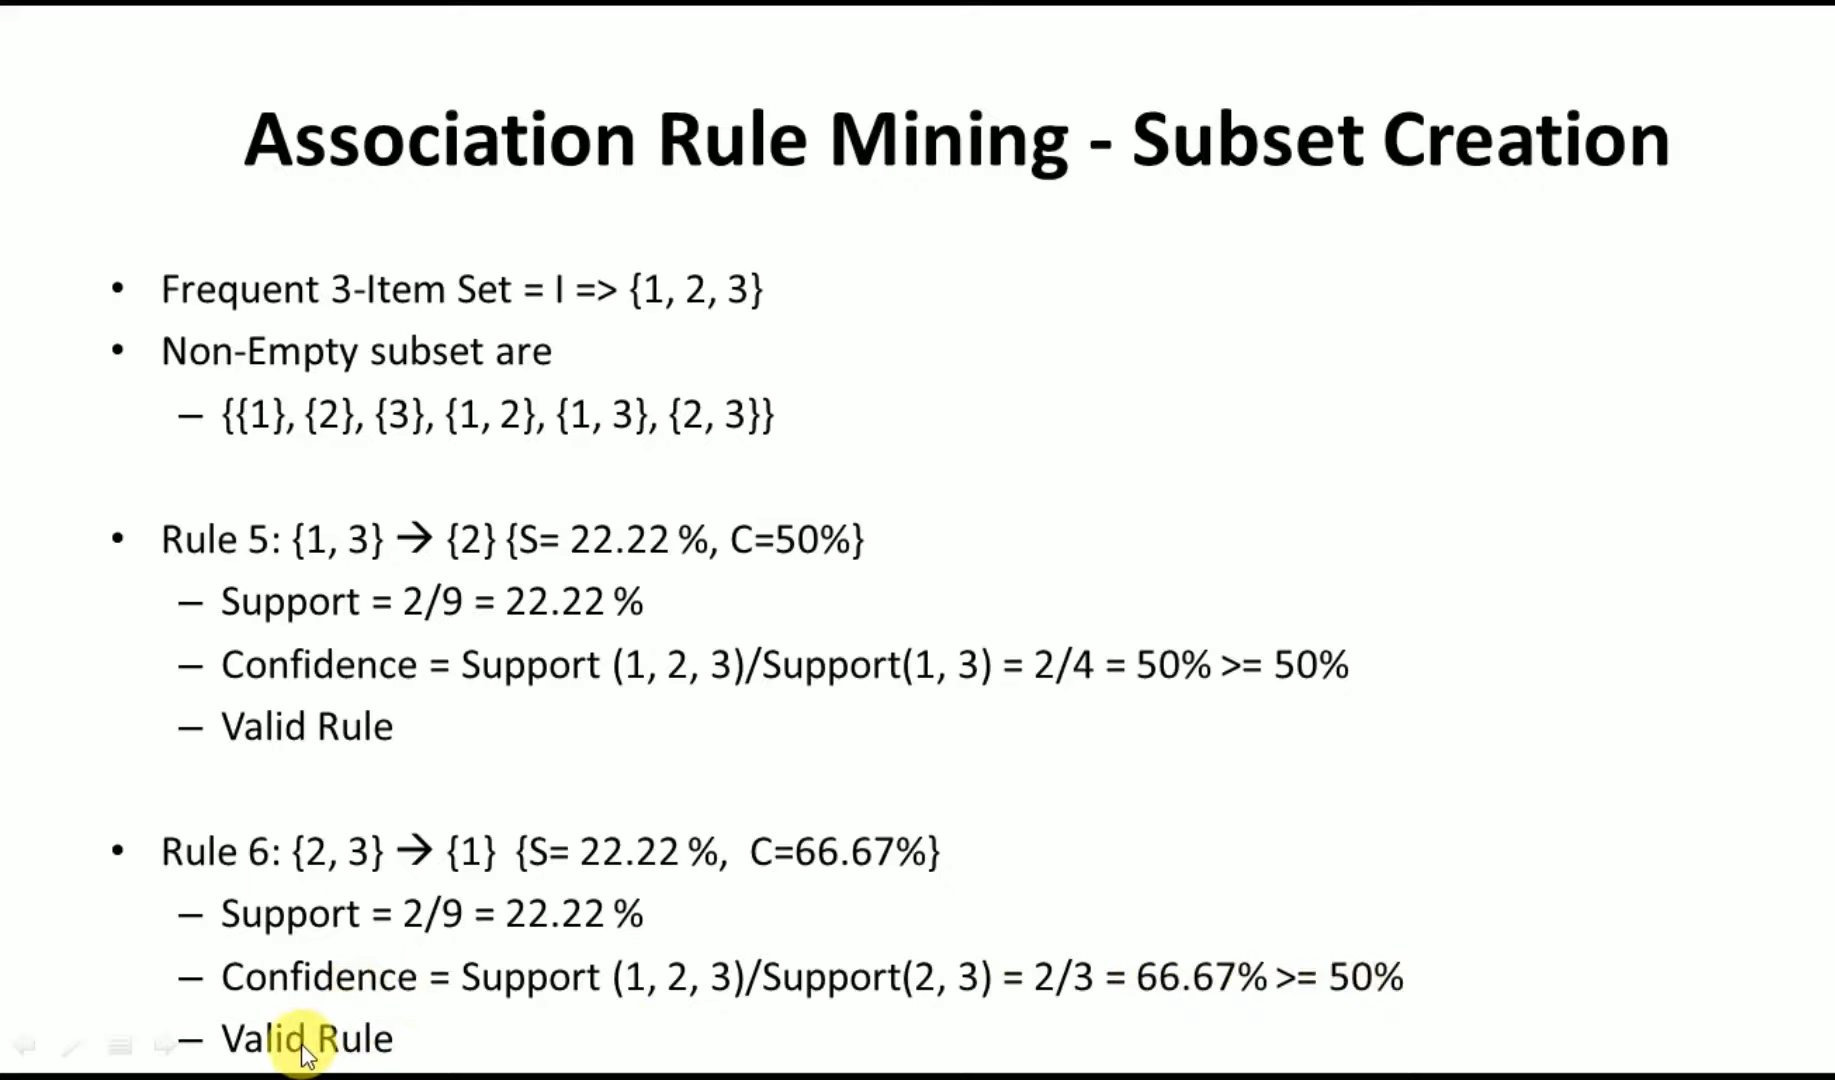 Association Rule Mining - Subset Creation
• Frequent 3-Item Set = I => {1, 2, 3}
• Non-Empty subset are
– {{1}, {2}, {3}, {1, 2}, {1, 3}, {2, 3}}
• Rule 5: {1, 3} → {2} {S= 22.22 %, C=50%}
– Support = 2/9 = 22.22 %
– Confidence = Support (1, 2, 3)/Support(1, 3) = 2/4 = 50% >= 50%
– Valid Rule
• Rule 6: {2, 3} → {1} {S= 22.22 %, C=66.67%}
– Support = 2/9 = 22.22 %
– Confidence = Support (1, 2, 3)/Support(2, 3) = 2/3 = 66.67% >= 50%
– Valid Rule